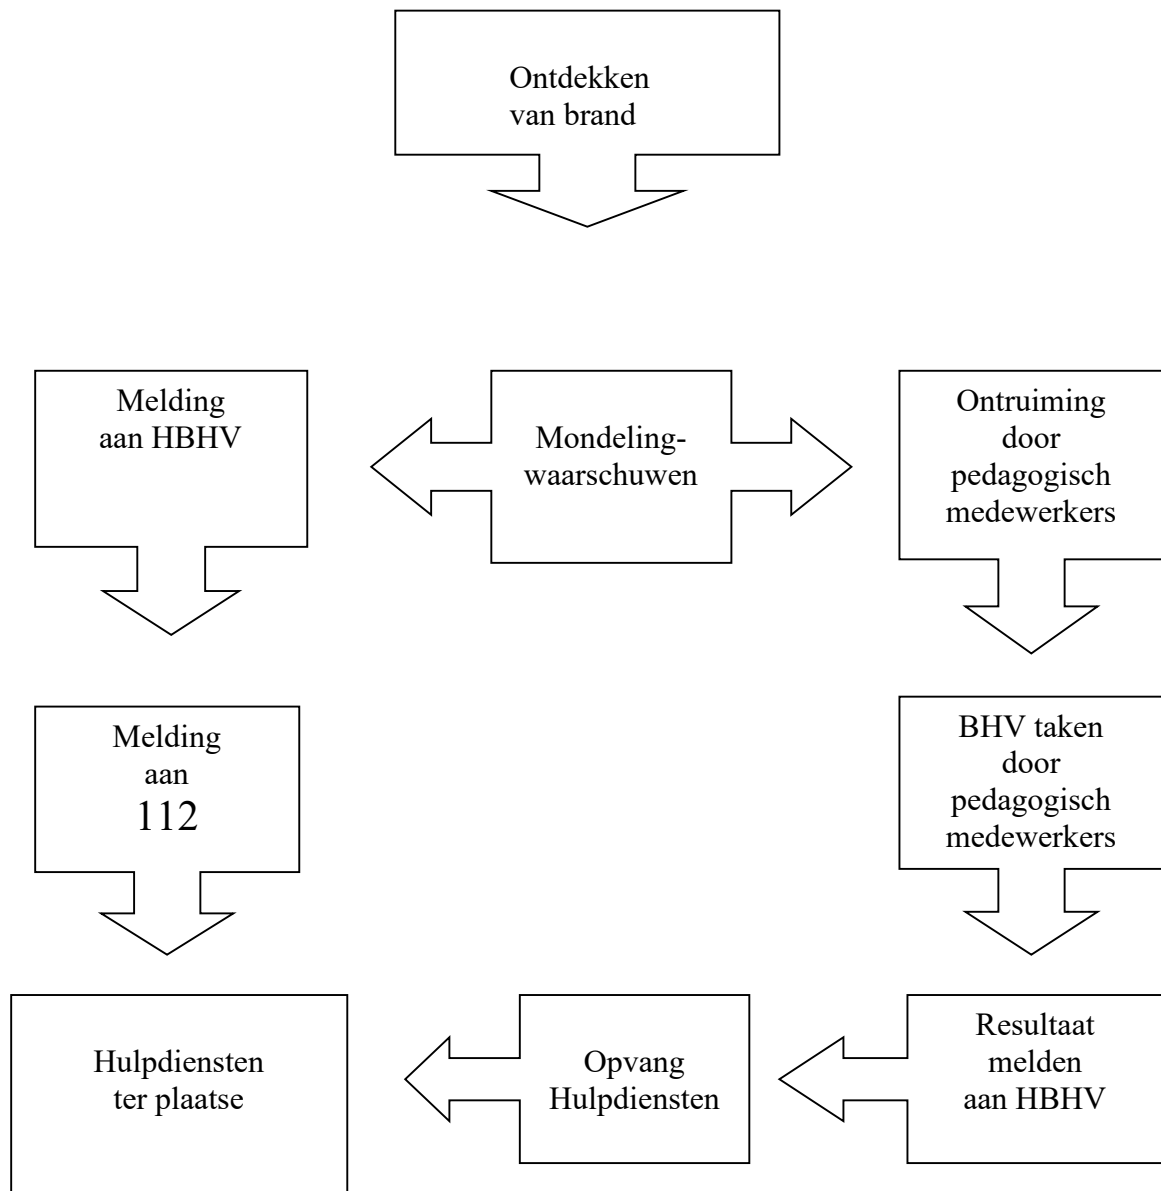 Ontdekken
van brand
Melding
aan HBHV
Mondeling-
waarschuwen
Ontruiming
door
pedagogisch
medewerkers
Melding
aan
112
BHV taken
door
pedagogisch
medewerkers
Hulpdiensten
ter plaatse
Opvang
Hulpdiensten
Resultaat
melden
aan HBHV